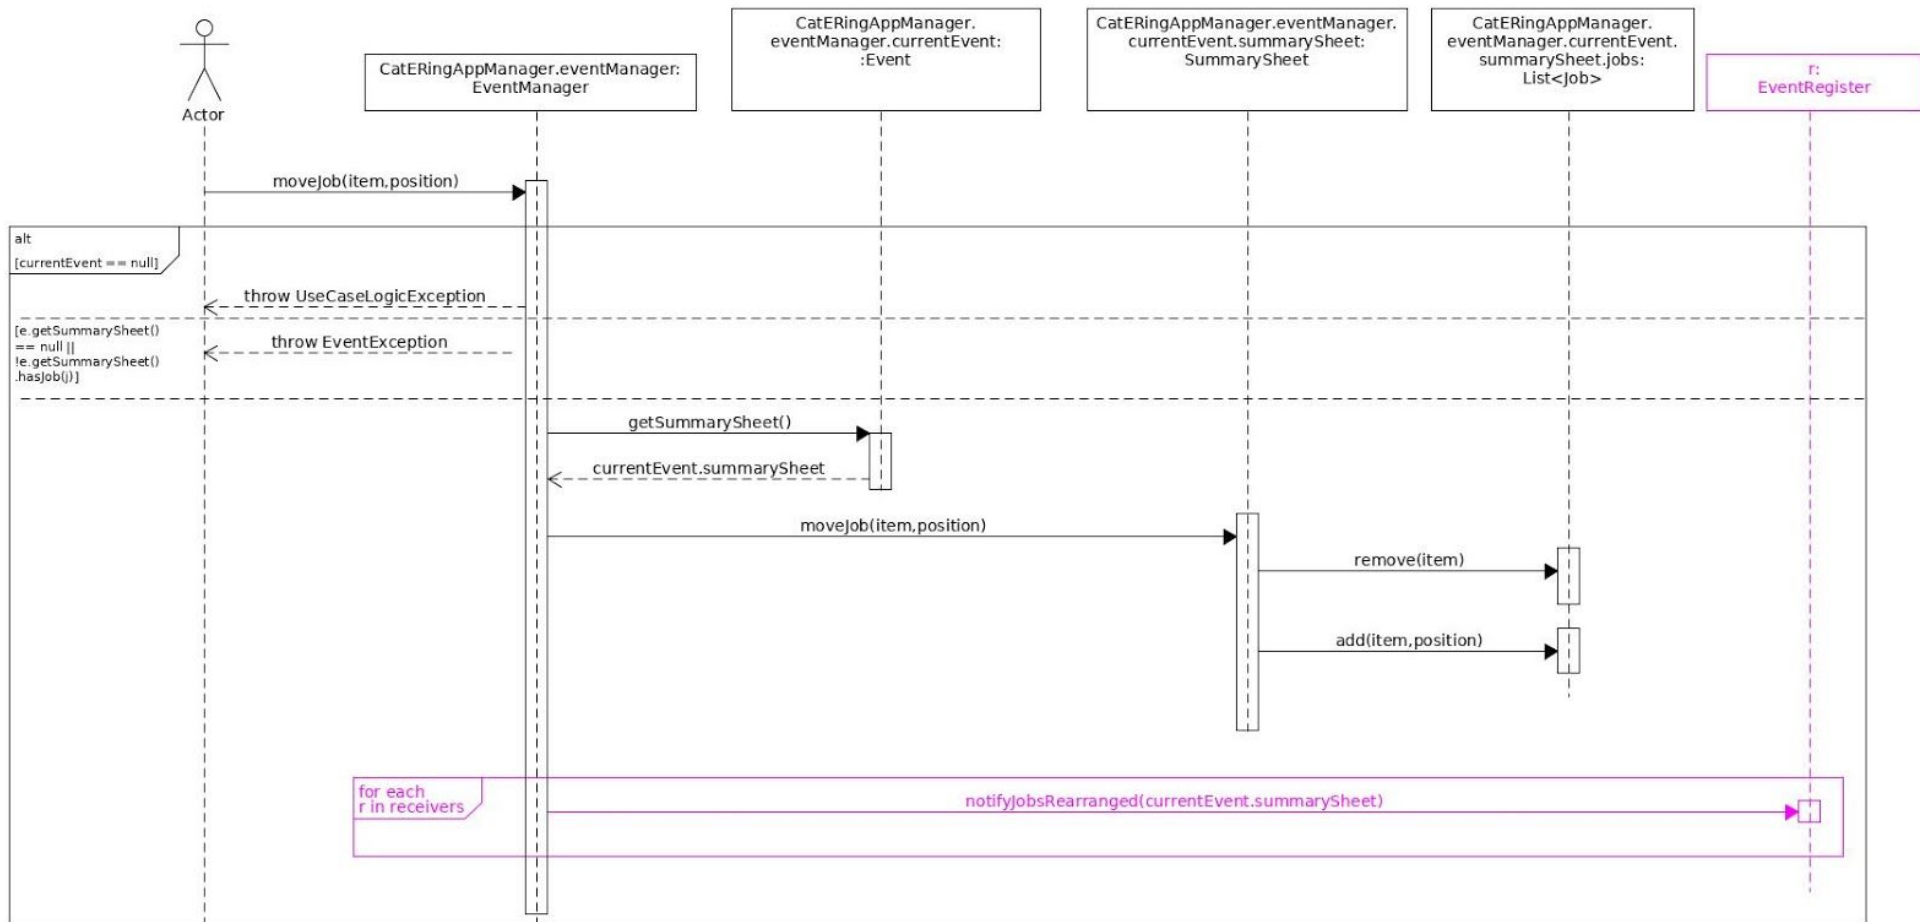 CatERingAppManager.
eventManager.currentEvent:
:Event
CatERingAppManager.eventManager.
currentEvent.summarySheet:
SummarySheet
CatERingAppManager.
eventManager.currentEvent.
summarySheet.jobs:
List<Job>
CatERingAppManager.eventManager:
EventManager
r:
EventRegister
Actor
moveJob(item,position)
alt
[currentEvent == null]
throw UseCaseLogicException
[e.getSummarySheet()
== null ||
!e.getSummarySheet()
.hasJob(j)]
throw EventException
getSummarySheet()
currentEvent.summarySheet
moveJob(item,position)
remove(item)
add(item,position)
for each
r in receivers
notifyJobsRearranged(currentEvent.summarySheet)